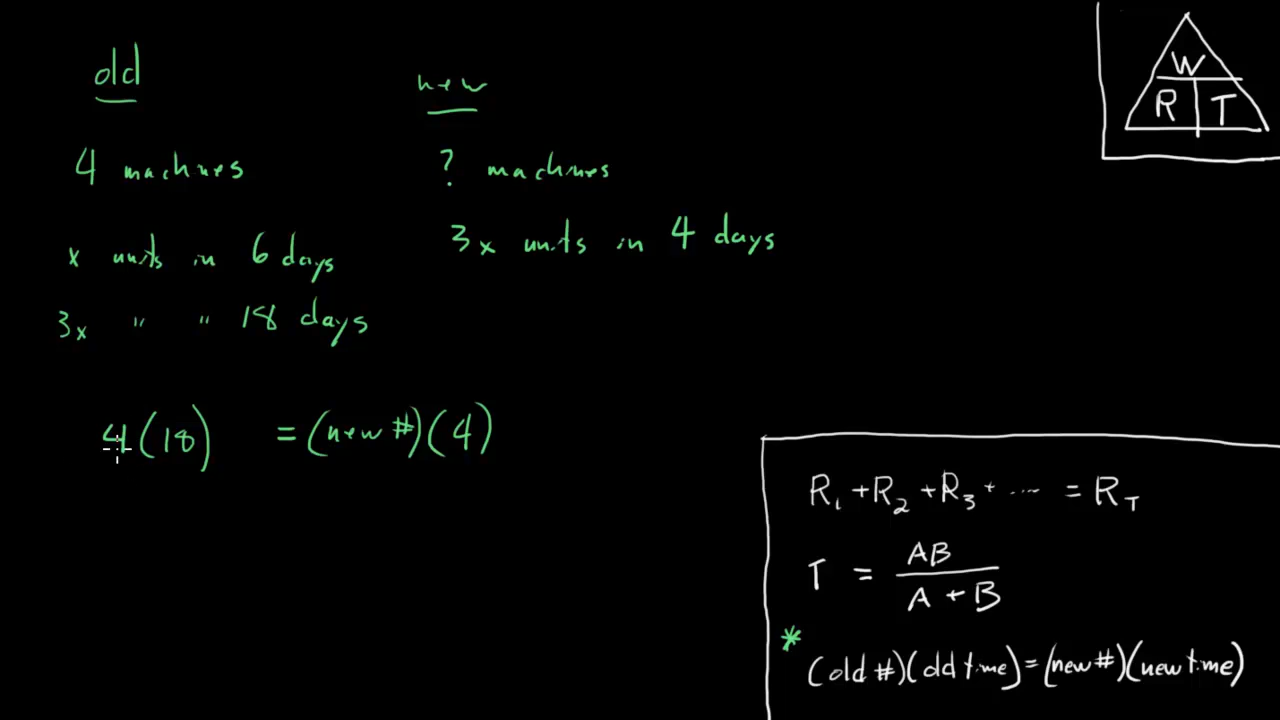 old
4 machines
x units in 6 days
3x " " 18 days
new
? machines
3x units in 4 days
4(18) = (new #)(4)
W
R T
R₁ + R₂ + R₃ + ... = R_T
T = AB / A + B
* (old #)(old time) = (new #)(new time)